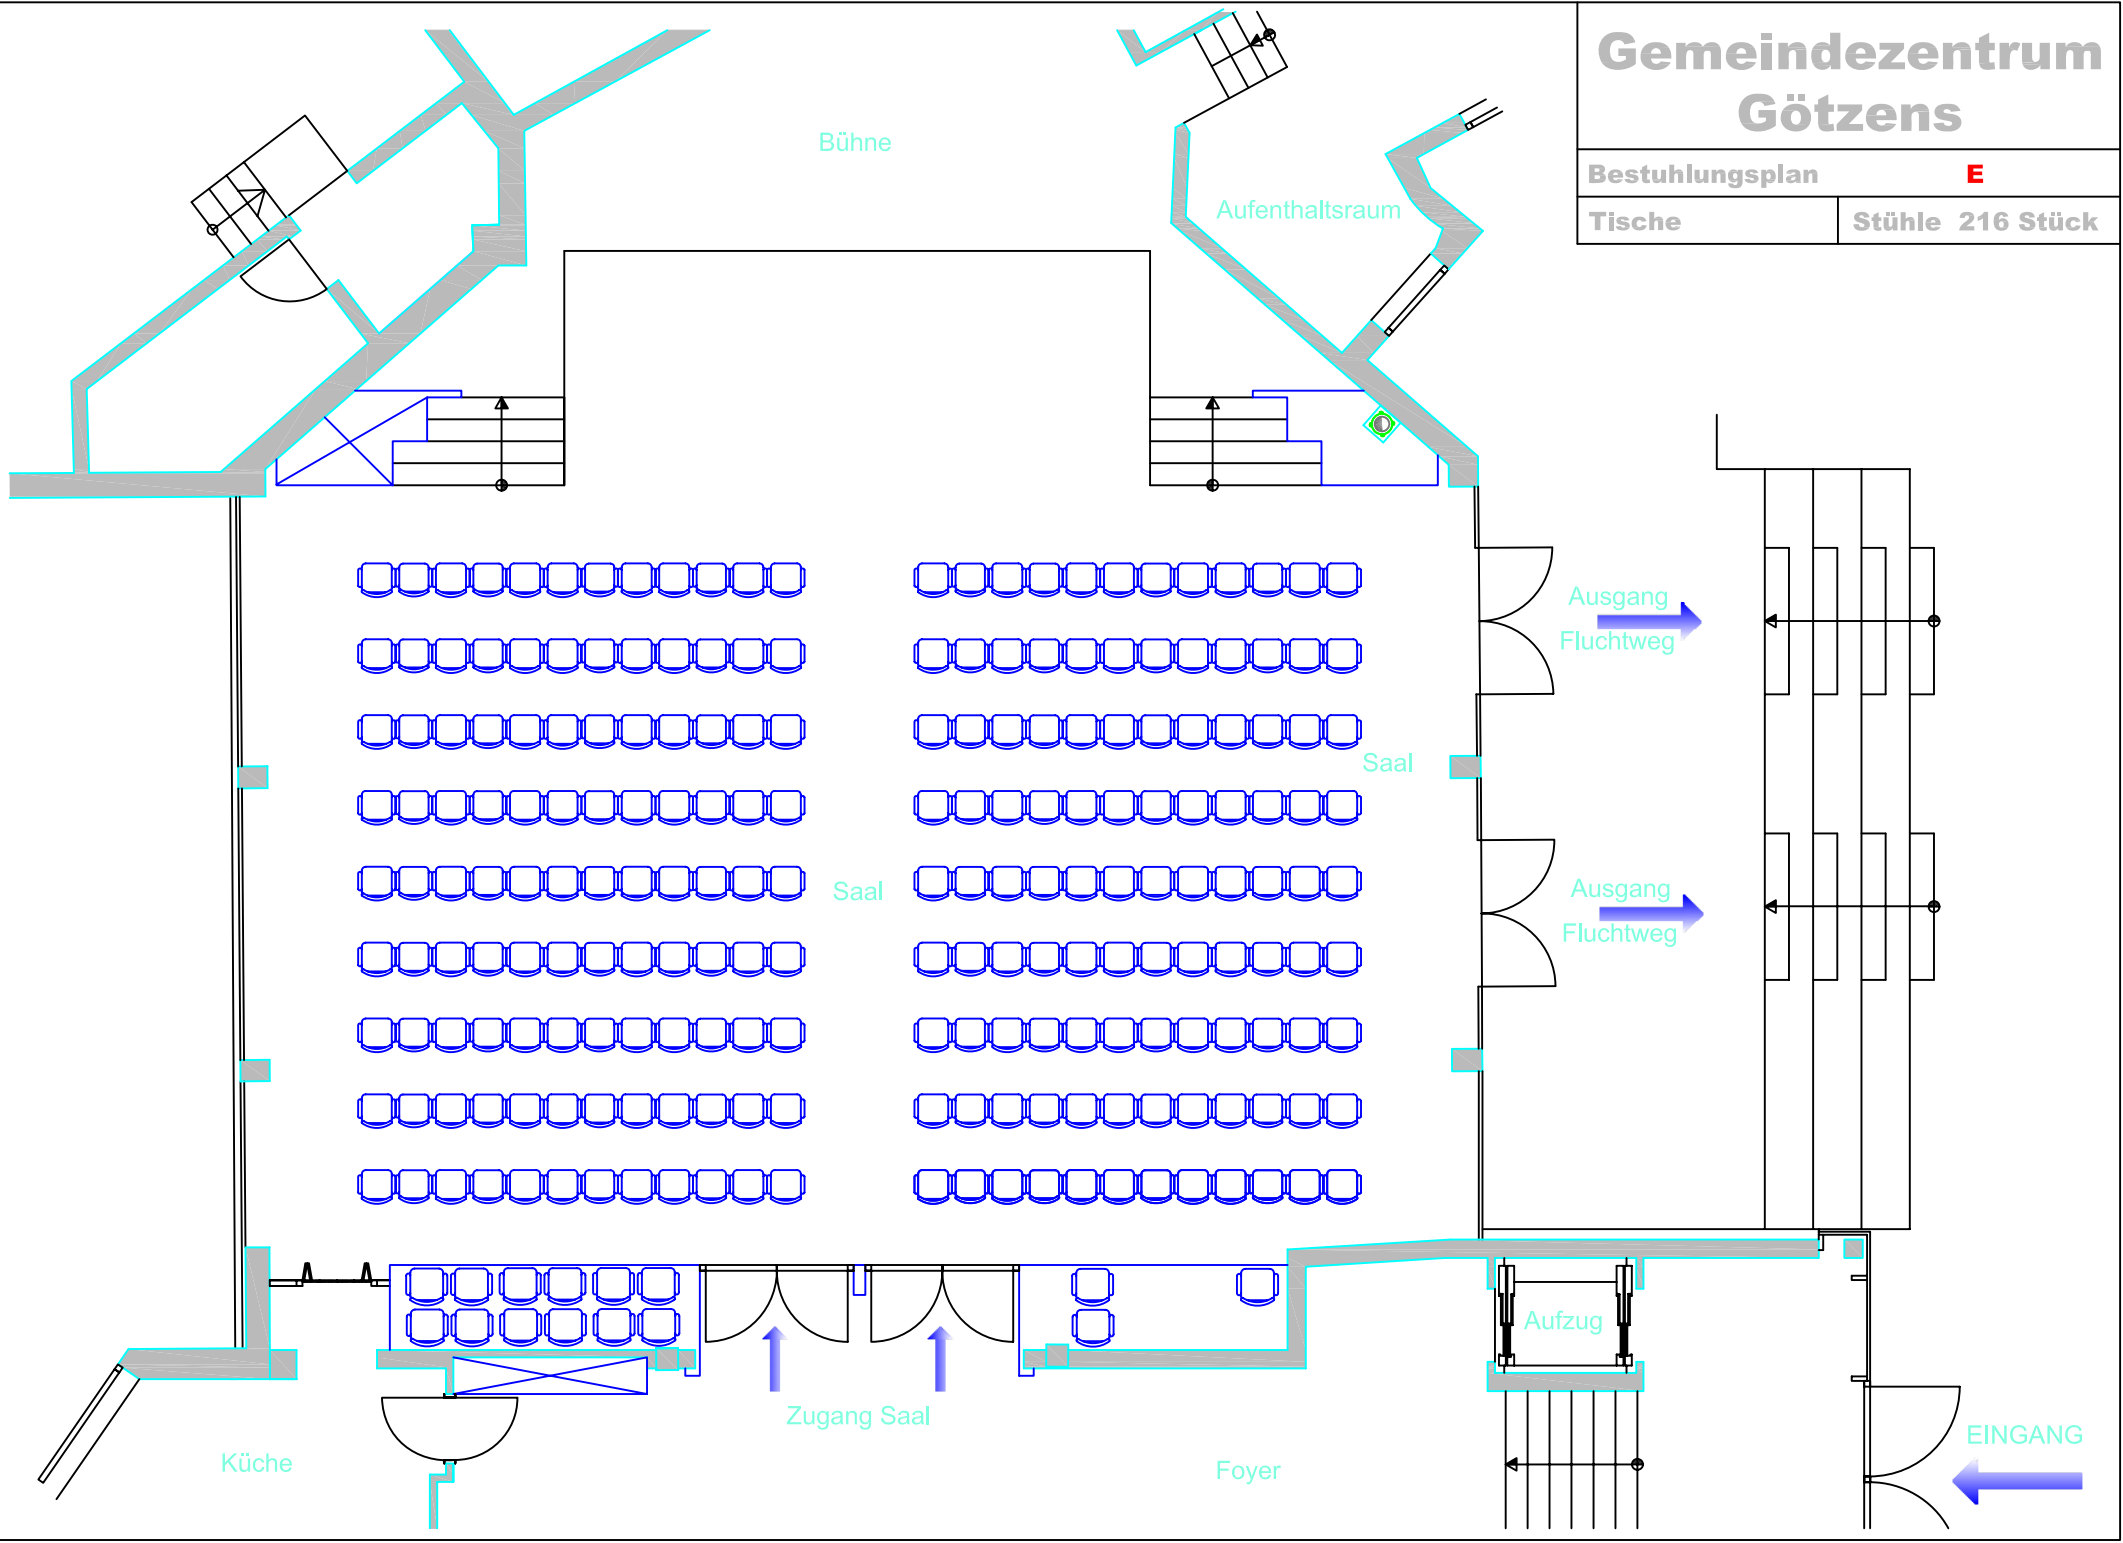 Gemeindezentrum
Götzens
Bestuhlungsplan E
Tische Stühle 216 Stück
Bühne
Aufenthaltsraum
Ausgang
Fluchtweg
Saal
Saal
Ausgang
Fluchtweg
Aufzug
Zugang Saal
EINGANG
Küche
Foyer